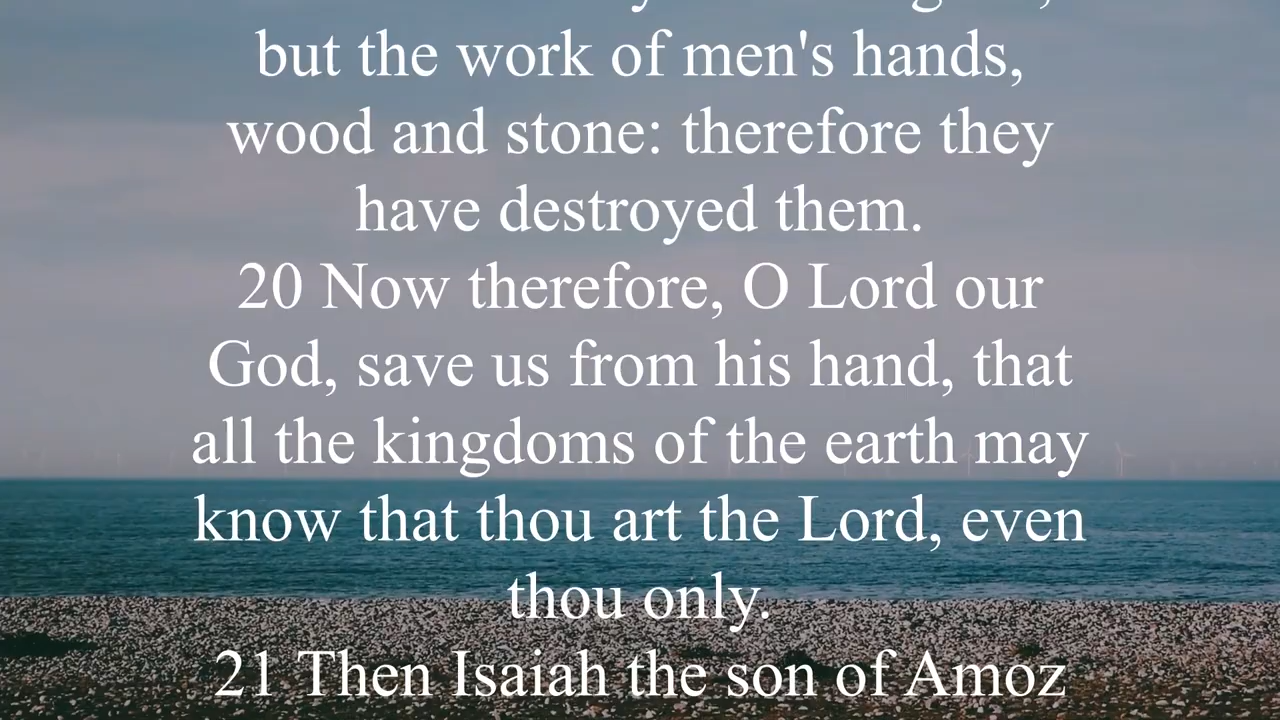 but the work of men's hands,
wood and stone: therefore they
have destroyed them.
20 Now therefore, O Lord our
God, save us from his hand, that
all the kingdoms of the earth may
know that thou art the Lord, even
thou only.
21 Then Isaiah the son of Amoz